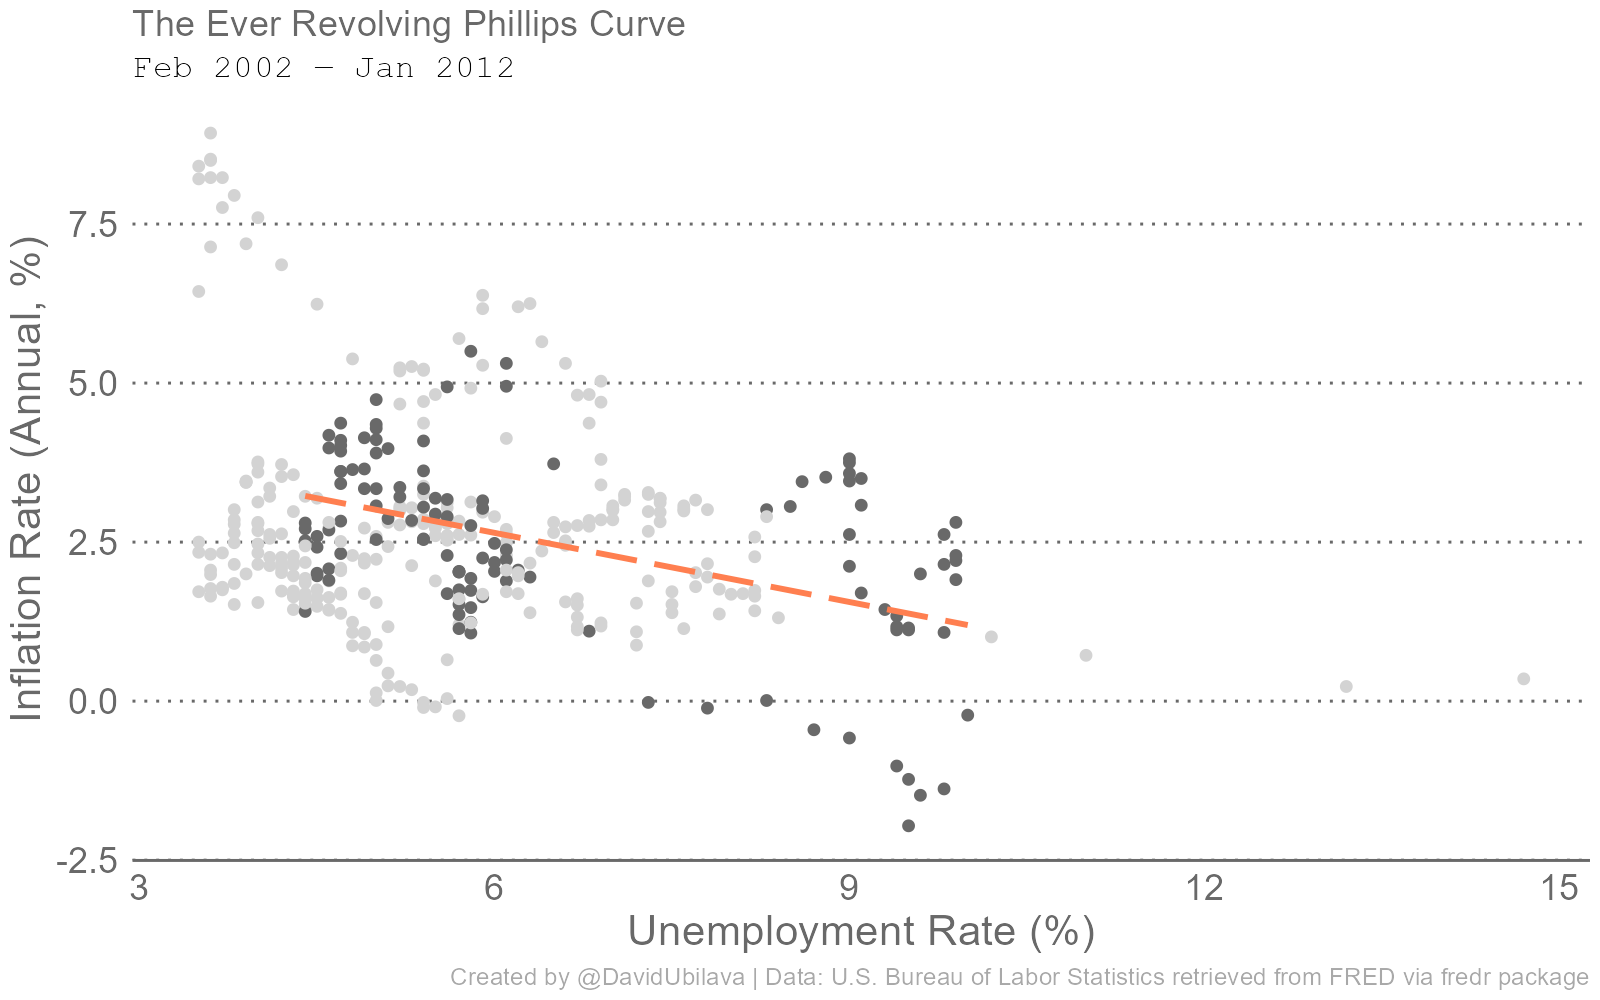 The Ever Revolving Phillips Curve
Feb 2002 — Jan 2012
Inflation Rate (Annual, %)
7.5
5.0
2.5
0.0
-2.5
3 6 9 12 15
Unemployment Rate (%)
Created by @DavidUbilava | Data: U.S. Bureau of Labor Statistics retrieved from FRED via fredr package